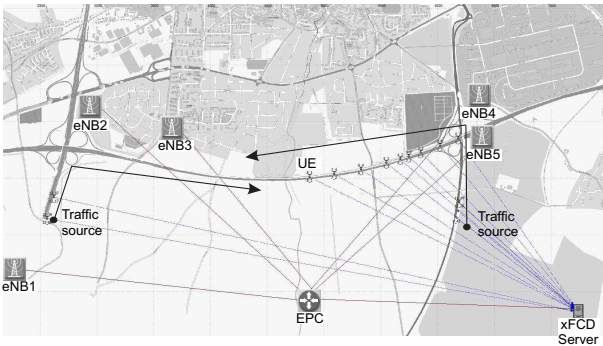 eNB2
eNB3
eNB4
eNB5
UE
Traffic
source
Traffic
source
eNB1
EPC
xFCD
Server